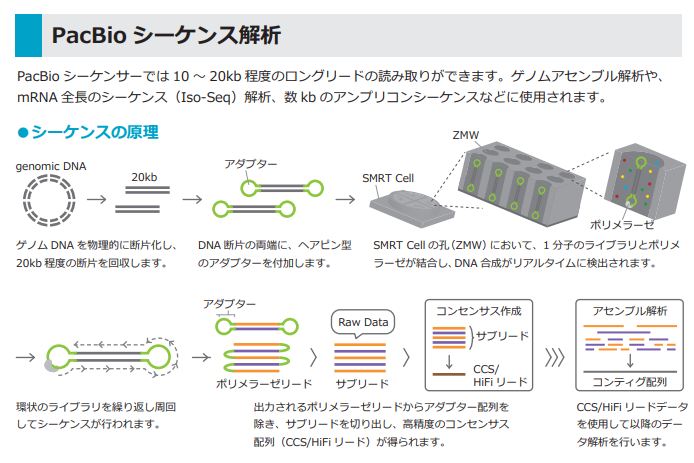 PacBio シーケンス解析
PacBio シーケンサーでは 10 ～ 20kb 程度のロングリードの読み取りができます。ゲノムアセンブル解析や、
mRNA 全長のシーケンス（Iso-Seq）解析、数 kb のアンプリコンシーケンスなどに使用されます。
●シーケンスの原理
genomic DNA
20kb
アダプター
SMRT Cell
ZMW
ポリメラーゼ
ゲノム DNA を物理的に断片化し、
20kb 程度の断片を回収します。
DNA 断片の両端に、ヘアピン型
のアダプターを付加します。
SMRT Cell の孔（ZMW）において、1 分子のライブラリとポリメ
ラーゼが結合し、DNA 合成がリアルタイムに検出されます。
アダプター
ポリメラーゼリード
Raw Data
サブリード
コンセンサス作成
サブリード
CCS/
HiFi リード
アセンブル解析
コンティグ配列
環状のライブラリを繰り返し周回
してシーケンスが行われます。
出力されるポリメラーゼリードからアダプター配列を
除き、サブリードを切り出し、高精度のコンセンサス
配列（CCS/HiFi リード）が得られます。
CCS/HiFi リードデータ
を使用して以降のデー
タ解析を行います。